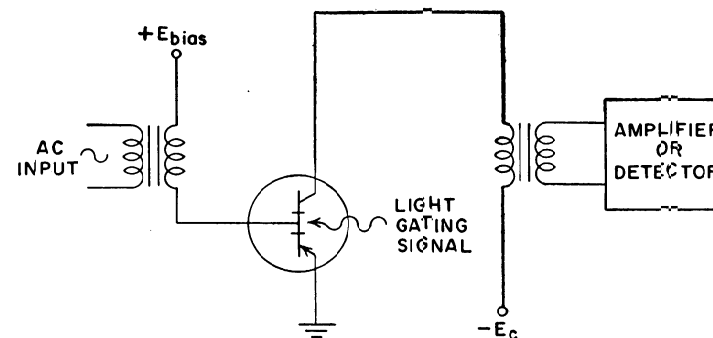 +Ebias
AC
INPUT
LIGHT
GATING
SIGNAL
AMPLIFIER
OR
DETECTOR
-Ec